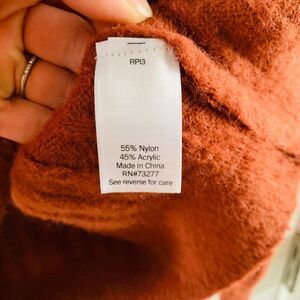 RPI3
55% Nylon
45% Acrylic
Made in China
RN#73277
See reverse for care